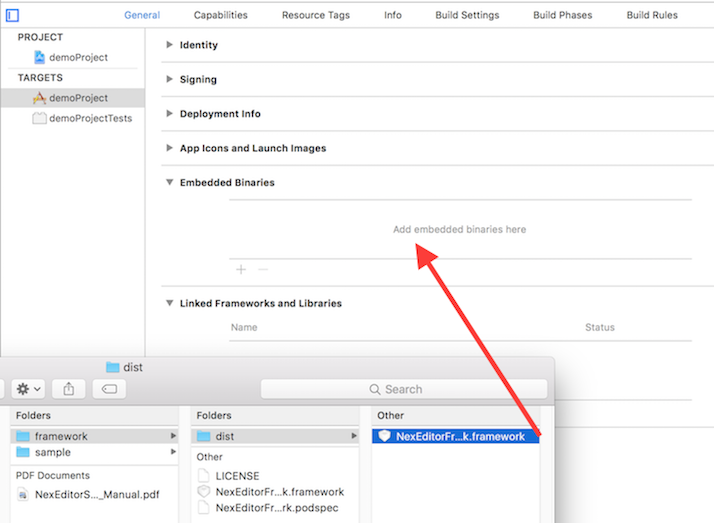 General Capabilities Resource Tags Info Build Settings Build Phases Build Rules
PROJECT
demoProject
TARGETS
demoProject
demoProjectTests
Identity
Signing
Deployment Info
App Icons and Launch Images
Embedded Binaries
Add embedded binaries here
Linked Frameworks and Libraries
Name Status
dist
Search
Folders Folders Other
framework dist NexEditorFr...k.framework
sample
Other
PDF Documents
LICENSE
NexEditorS..._Manual.pdf
NexEditorFr...k.framework
NexEditorFr...rk.podspec